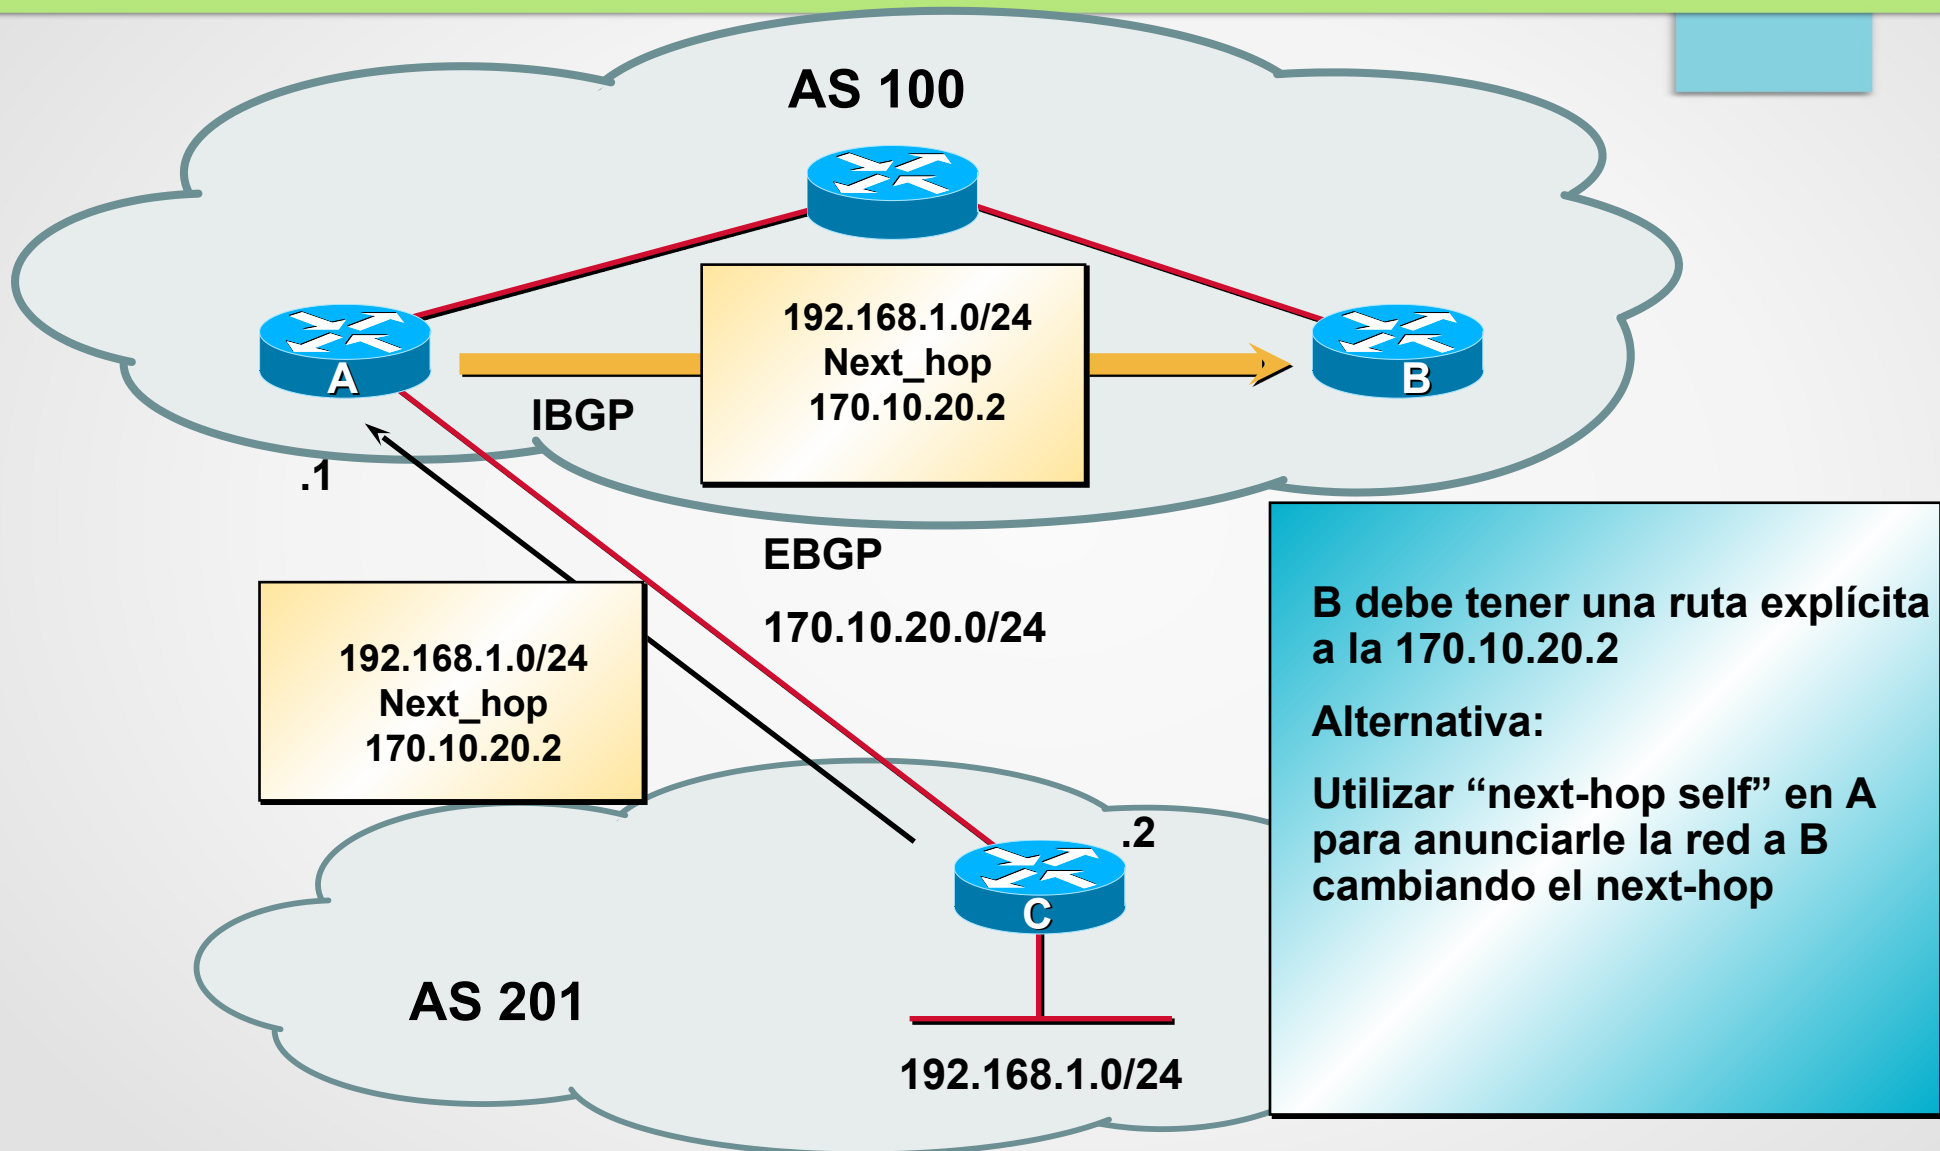 AS 100
192.168.1.0/24
Next_hop
170.10.20.2
A
B
IBGP
.1
EBGP
170.10.20.0/24
192.168.1.0/24
Next_hop
170.10.20.2
B debe tener una ruta explícita
a la 170.10.20.2
Alternativa:
Utilizar “next-hop self” en A
para anunciarle la red a B
cambiando el next-hop
.2
C
AS 201
192.168.1.0/24